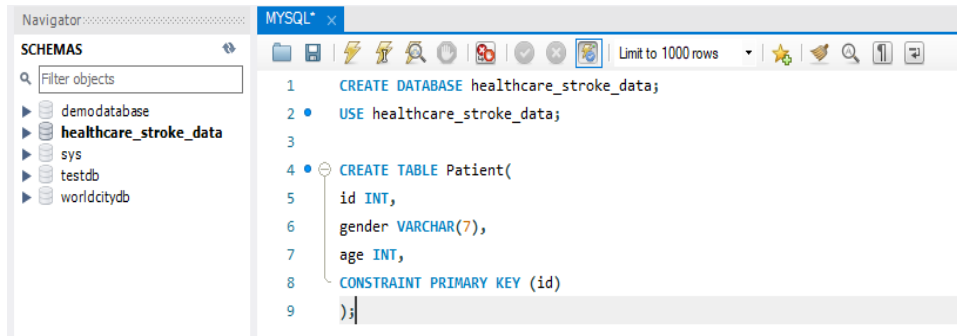 Navigator
MYSQL*
SCHEMAS
Filter objects
demodatabase
healthcare_stroke_data
sys
testdb
worldcitydb
Limit to 1000 rows
1 CREATE DATABASE healthcare_stroke_data;
2 USE healthcare_stroke_data;
3
4 CREATE TABLE Patient(
5 id INT,
6 gender VARCHAR(7),
7 age INT,
8 CONSTRAINT PRIMARY KEY (id)
9 );